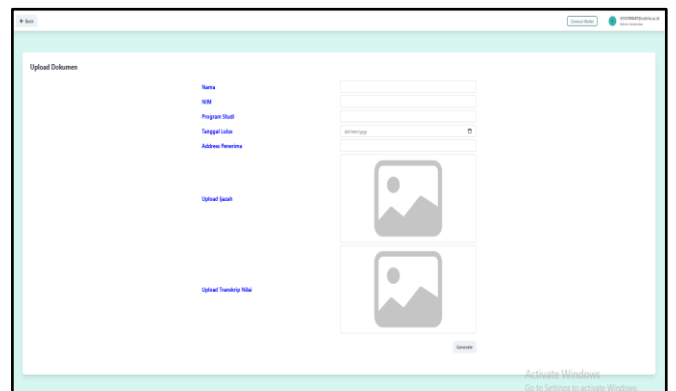 Back
Connect Wallet
Upload Dokumen
Nama
NIM
Program Studi
Tanggal Lulus
dd/mm/yyyy
Address Penerima
Upload Ijazah
Upload Transkrip Nilai
Generate
Activate Windows
Go to Settings to activate Windows.